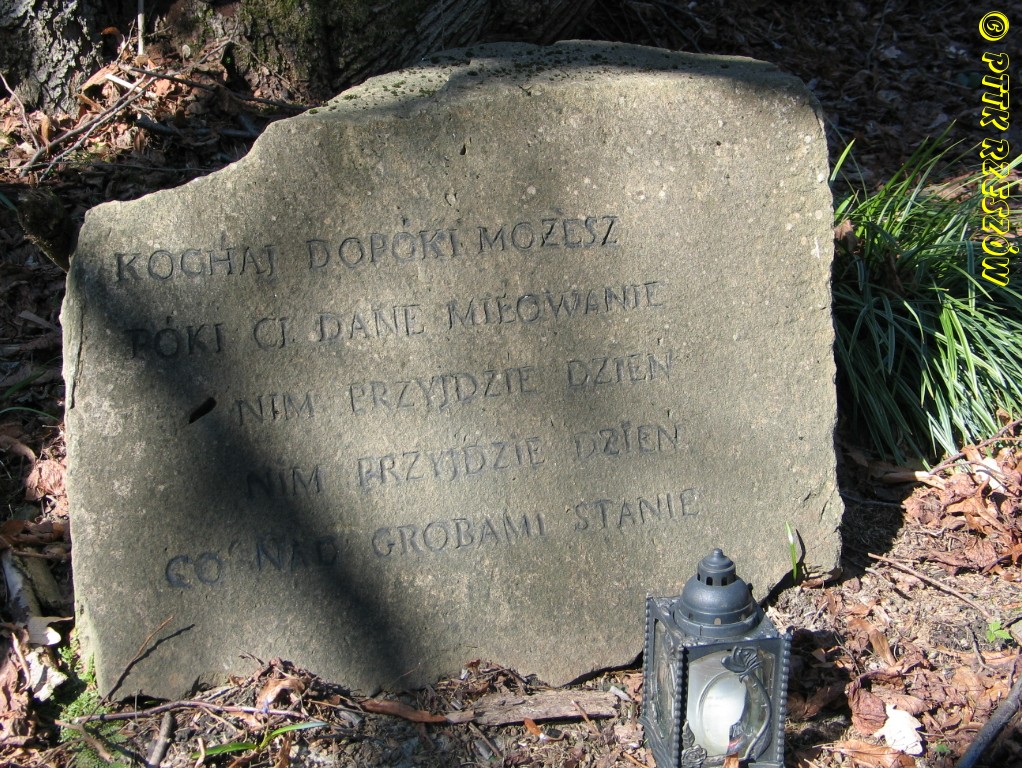 KOCHAJ DOPÓKI MOŻESZ
PÓKI CI DANE MIŁOWANIE
NIM PRZYJDZIE DZIEŃ
NIM PRZYJDZIE DZIEŃ
CO NAD GROBAMI STANIE
© PTTK RZESZÓW